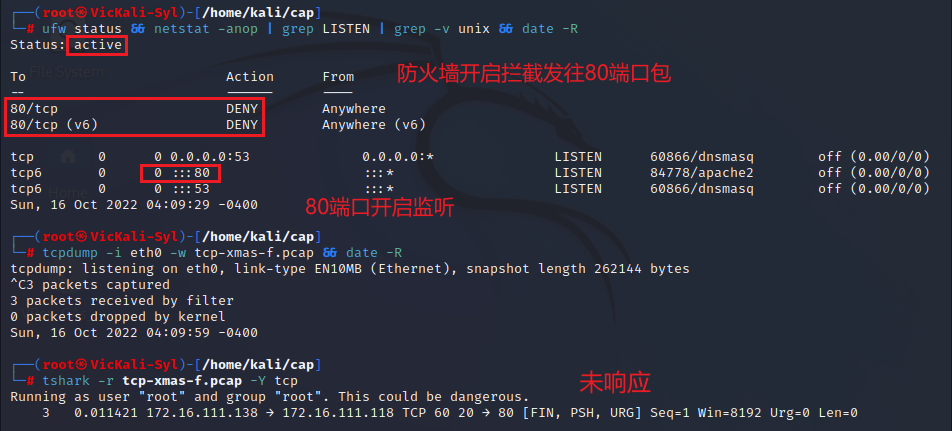 ┌──(root㉿VicKali-Syl)-[/home/kali/cap]
└─# ufw status && netstat -anop | grep LISTEN | grep -v unix && date -R
Status: active
File System
防火墙开启拦截发往80端口包
To Action From
-- ------ ----
80/tcp DENY Anywhere
80/tcp (v6) DENY Anywhere (v6)
tcp 0 0 0.0.0.0:53 0.0.0.0:* LISTEN 60866/dnsmasq off (0.00/0/0)
tcp6 0 0 :::80 :::* LISTEN 84778/apache2 off (0.00/0/0)
tcp6 0 0 :::53 :::* LISTEN 60866/dnsmasq off (0.00/0/0)
Home
Sun, 16 Oct 2022 04:09:29 -0400
80端口开启监听
┌──(root㉿VicKali-Syl)-[/home/kali/cap]
└─# tcpdump -i eth0 -w tcp-xmas-f.pcap && date -R
tcpdump: listening on eth0, link-type EN10MB (Ethernet), snapshot length 262144 bytes
^C3 packets captured
3 packets received by filter
0 packets dropped by kernel
Sun, 16 Oct 2022 04:09:59 -0400
┌──(root㉿VicKali-Syl)-[/home/kali/cap]
└─# tshark -r tcp-xmas-f.pcap -Y tcp
未响应
Running as user "root" and group "root". This could be dangerous.
3 0.011421 172.16.111.138 → 172.16.111.118 TCP 60 20 → 80 [FIN, PSH, URG] Seq=1 Win=8192 Urg=0 Len=0